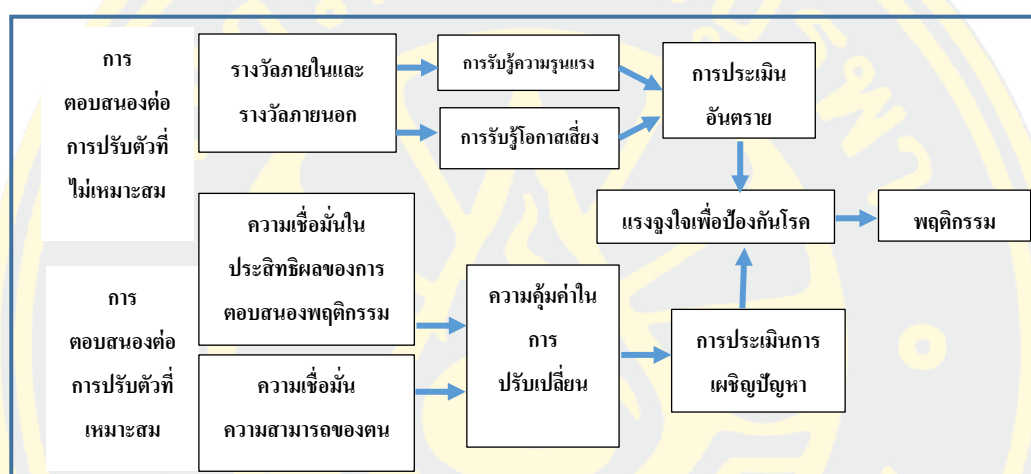 การ
ตอบสนองต่อ
การปรับตัวที่
ไม่เหมาะสม
รางวัลภายในและ
รางวัลภายนอก
การรับรู้ความรุนแรง
การรับรู้โอกาสเสี่ยง
การประเมิน
อันตราย
แรงจูงใจเพื่อป้องกันโรค
พฤติกรรม
การ
ตอบสนองต่อ
การปรับตัวที่
เหมาะสม
ความเชื่อมั่นใน
ประสิทธิผลของการ
ตอบสนองพฤติกรรม
ความเชื่อมั่น
ความสามารถของตน
ความคุ้มค่าใน
การ
ปรับเปลี่ยน
การประเมินการ
เผชิญปัญหา